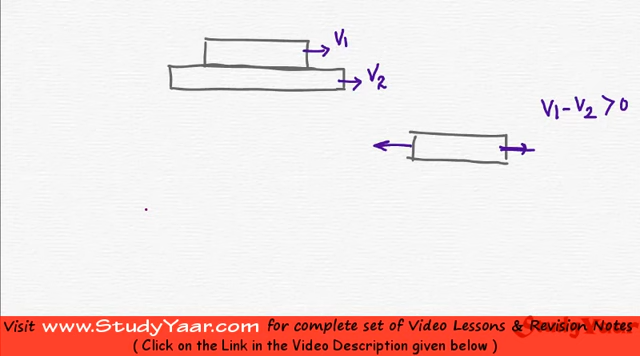 V1
V2
V1 - V2 > 0
StudyYaar
Visit www.StudyYaar.com for complete set of Video Lessons & Revision Notes
( Click on the Link in the Video Description given below )